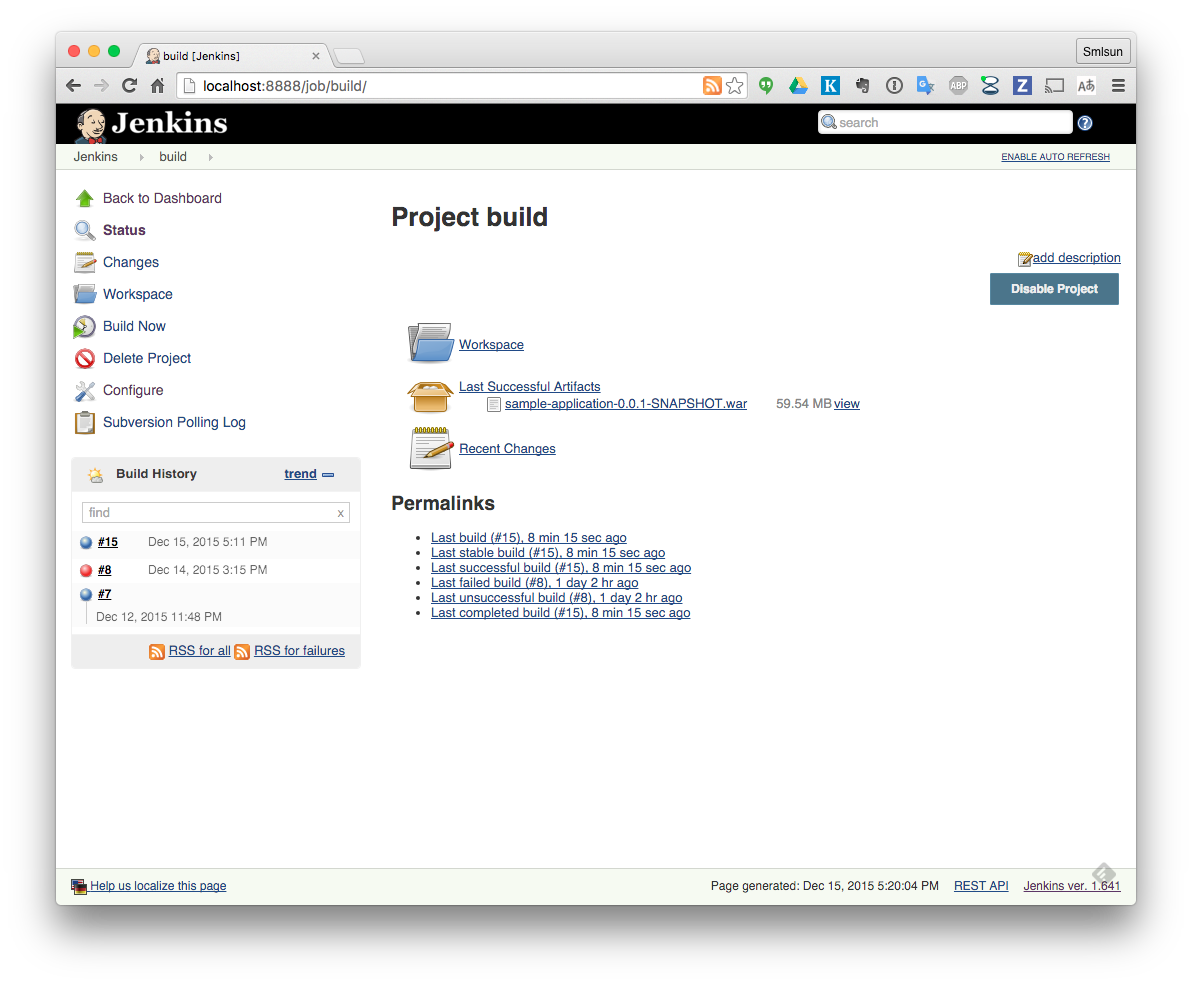 build [Jenkins]
Smlsun
localhost:8888/job/build/
K
ABP
Z
Aあ
Jenkins
search
?
Jenkins
build
ENABLE AUTO REFRESH
Back to Dashboard
Status
Changes
Workspace
Build Now
Delete Project
Configure
Subversion Polling Log
Build History
trend
find
x
#15 Dec 15, 2015 5:11 PM
#8 Dec 14, 2015 3:15 PM
#7
Dec 12, 2015 11:48 PM
RSS for all RSS for failures
Project build
add description
Disable Project
Workspace
Last Successful Artifacts
sample-application-0.0.1-SNAPSHOT.war 59.54 MB view
Recent Changes
Permalinks
Last build (#15), 8 min 15 sec ago
Last stable build (#15), 8 min 15 sec ago
Last successful build (#15), 8 min 15 sec ago
Last failed build (#8), 1 day 2 hr ago
Last unsuccessful build (#8), 1 day 2 hr ago
Last completed build (#15), 8 min 15 sec ago
Help us localize this page
Page generated: Dec 15, 2015 5:20:04 PM REST API Jenkins ver. 1.641